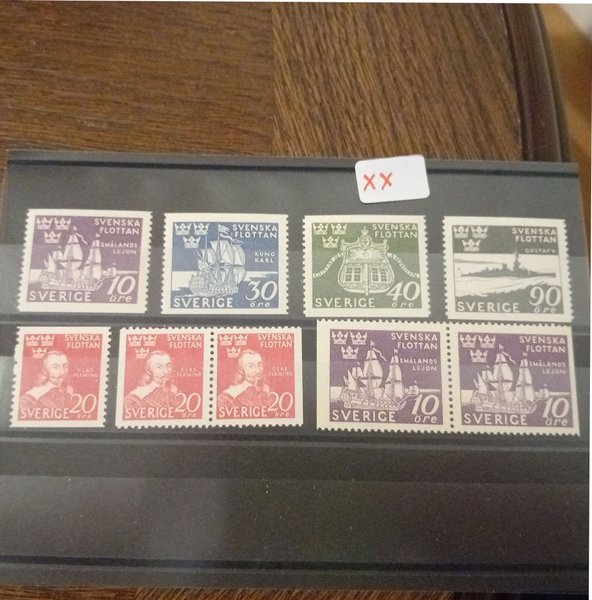 XX
SVENSKA
FLOTTAN
SMÅLANDS
LEJON
SVERIGE 10
öre
SVENSKA
FLOTTAN
KUNG
KARL
SVERIGE 30
öre
SVENSKA
FLOTTAN
SVERIGE 40
öre
SVENSKA
FLOTTAN
GUSTAF V
SVERIGE 90
öre
SVENSKA
FLOTTAN
CLAS
FLEMING
SVERIGE 20
öre
SVENSKA
FLOTTAN
CLAS
FLEMING
SVERIGE 20
öre
SVENSKA
FLOTTAN
CLAS
FLEMING
SVERIGE 20
öre
SVENSKA
FLOTTAN
SMÅLANDS
LEJON
SVERIGE 10
öre
SVENSKA
FLOTTAN
SMÅLANDS
LEJON
SVERIGE 10
öre